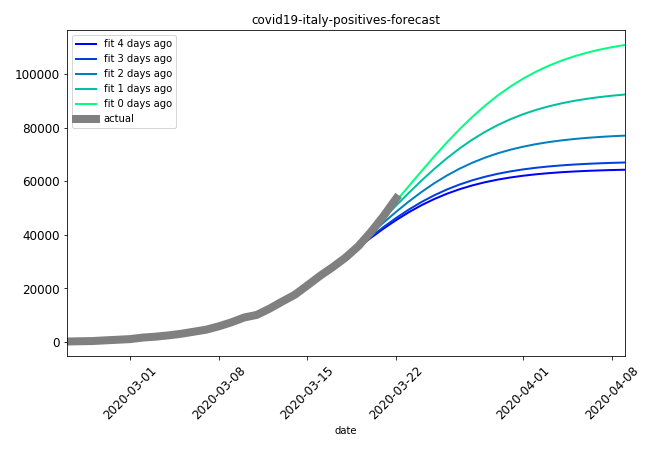 covid19-italy-positives-forecast
fit 4 days ago
fit 3 days ago
fit 2 days ago
fit 1 days ago
fit 0 days ago
actual
100000
80000
60000
40000
20000
0
2020-03-01
2020-03-08
2020-03-15
2020-03-22
2020-04-01
2020-04-08
date